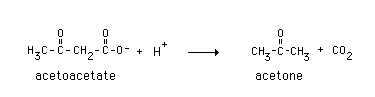 O O O
H3C-C-CH2-C-O- + H+ ⟶ CH3-C-CH3 + CO2
acetoacetate acetone